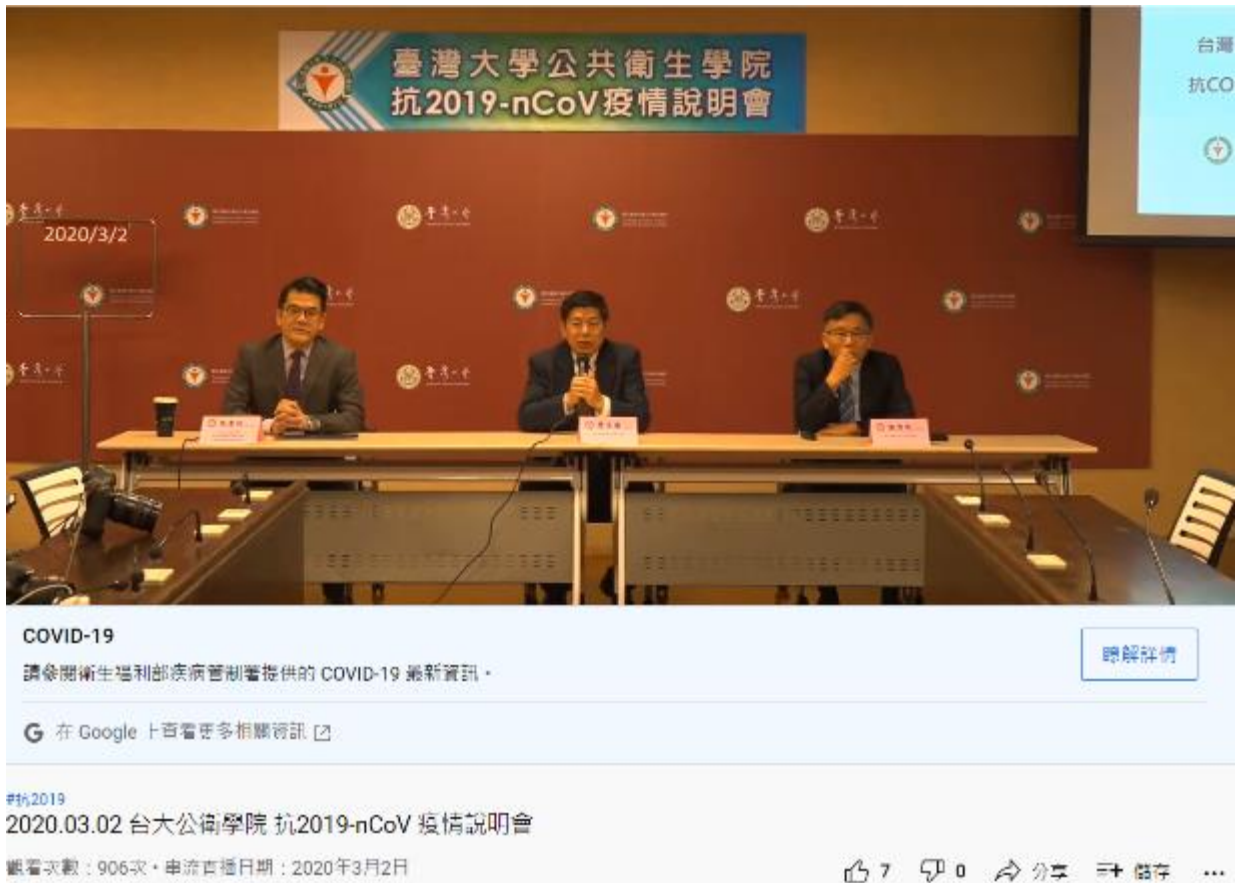 臺灣大學公共衛生學院
抗2019-nCoV疫情說明會
台灣
抗CO
2020/3/2
COVID-19
請參閱衛生福利部疾病管制署提供的 COVID-19 最新資訊。
瞭解詳情
在 Google 上查看更多相關資訊
#抗2019
2020.03.02 台大公衛學院 抗2019-nCoV 疫情說明會
觀看次數：906次・串流直播日期：2020年3月2日
7
0
分享
儲存